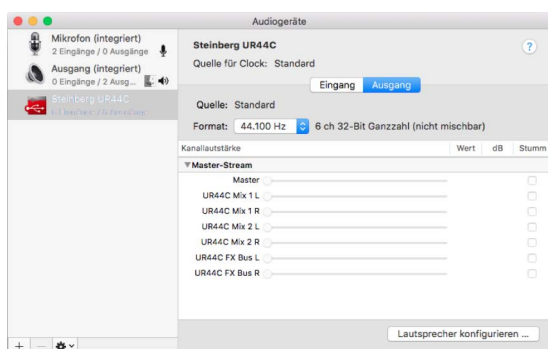 Audiogeräte
Mikrofon (integriert)
2 Eingänge / 0 Ausgänge
Ausgang (integriert)
0 Eingänge / 2 Ausg...
Steinberg UR44C
Steinberg UR44C
Quelle für Clock: Standard
?
Eingang Ausgang
Quelle: Standard
Format: 44.100 Hz 6 ch 32-Bit Ganzzahl (nicht mischbar)
Kanallautstärke Wert dB Stumm
▼Master-Stream
Master
UR44C Mix 1 L
UR44C Mix 1 R
UR44C Mix 2 L
UR44C Mix 2 R
UR44C FX Bus L
UR44C FX Bus R
Lautsprecher konfigurieren ...